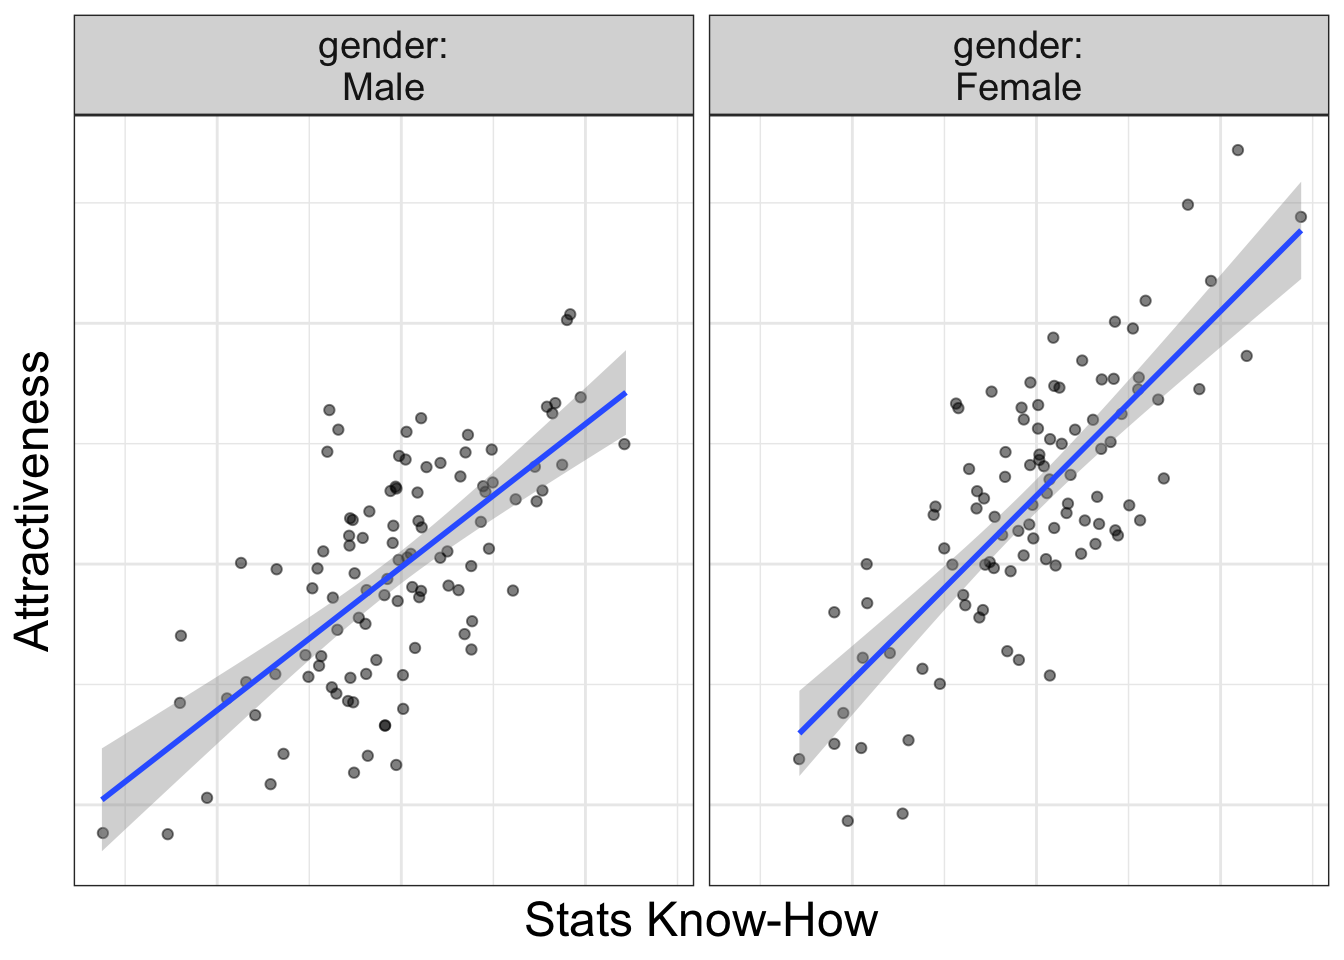 gender:
Male
gender:
Female
Attractiveness
Stats Know-How